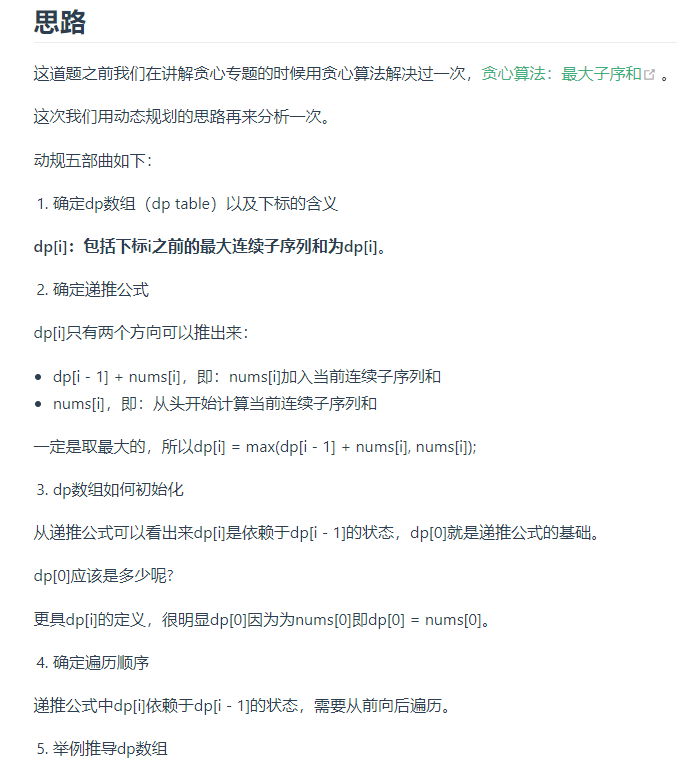 思路
这道题之前我们在讲解贪心专题的时候用贪心算法解决过一次，贪心算法：最大子序和 。
这次我们用动态规划的思路再来分析一次。
动规五部曲如下：
1. 确定dp数组（dp table）以及下标的含义
dp[i]：包括下标i之前的最大连续子序列和为dp[i]。
2. 确定递推公式
dp[i]只有两个方向可以推出来：
• dp[i - 1] + nums[i]，即：nums[i]加入当前连续子序列和
• nums[i]，即：从头开始计算当前连续子序列和
一定是取最大的，所以dp[i] = max(dp[i - 1] + nums[i], nums[i]);
3. dp数组如何初始化
从递推公式可以看出来dp[i]是依赖于dp[i - 1]的状态，dp[0]就是递推公式的基础。
dp[0]应该是多少呢?
更具dp[i]的定义，很明显dp[0]因为为nums[0]即dp[0] = nums[0]。
4. 确定遍历顺序
递推公式中dp[i]依赖于dp[i - 1]的状态，需要从前向后遍历。
5. 举例推导dp数组